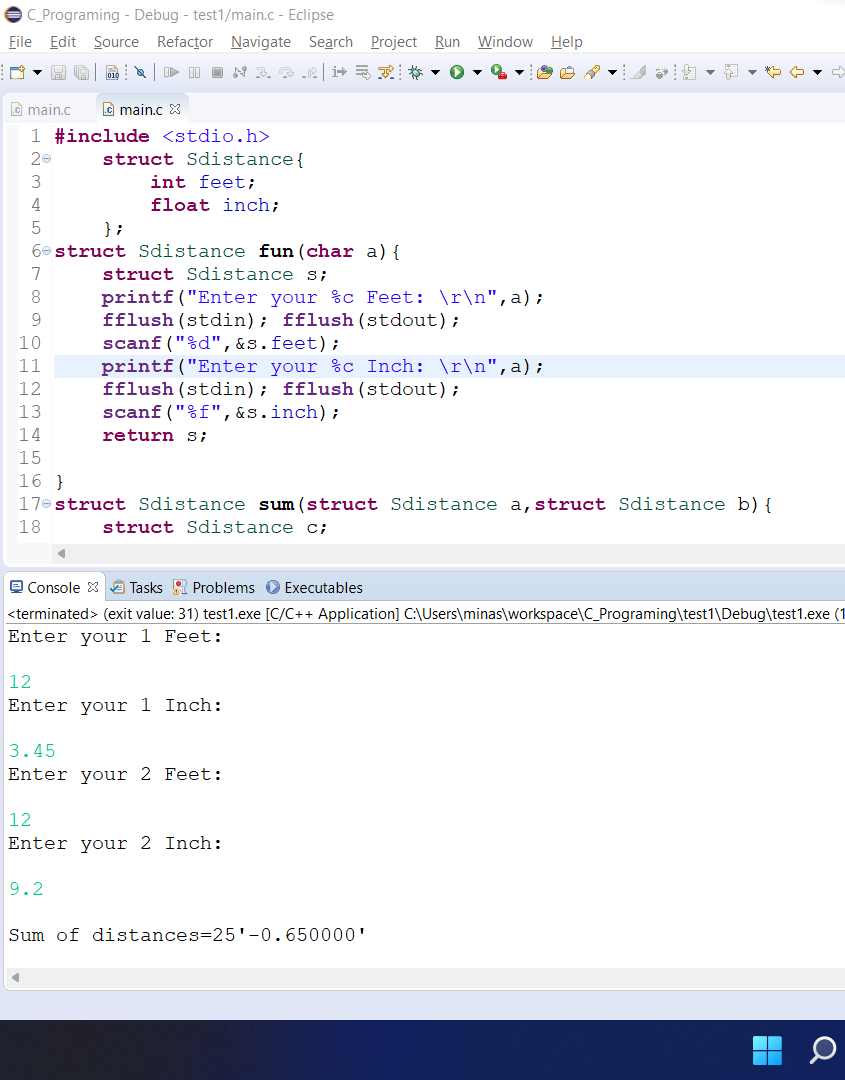 C_Programing - Debug - test1/main.c - Eclipse
File Edit Source Refactor Navigate Search Project Run Window Help
main.c main.c
1 #include <stdio.h>
2 struct Sdistance{
3 int feet;
4 float inch;
5 };
6 struct Sdistance fun(char a){
7 struct Sdistance s;
8 printf("Enter your %c Feet: \r\n",a);
9 fflush(stdin); fflush(stdout);
10 scanf("%d",&s.feet);
11 printf("Enter your %c Inch: \r\n",a);
12 fflush(stdin); fflush(stdout);
13 scanf("%f",&s.inch);
14 return s;
15
16 }
17 struct Sdistance sum(struct Sdistance a,struct Sdistance b){
18 struct Sdistance c;
Console Tasks Problems Executables
<terminated> (exit value: 31) test1.exe [C/C++ Application] C:\Users\minas\workspace\C_Programing\test1\Debug\test1.exe (1
Enter your 1 Feet:
12
Enter your 1 Inch:
3.45
Enter your 2 Feet:
12
Enter your 2 Inch:
9.2
Sum of distances=25'-0.650000'